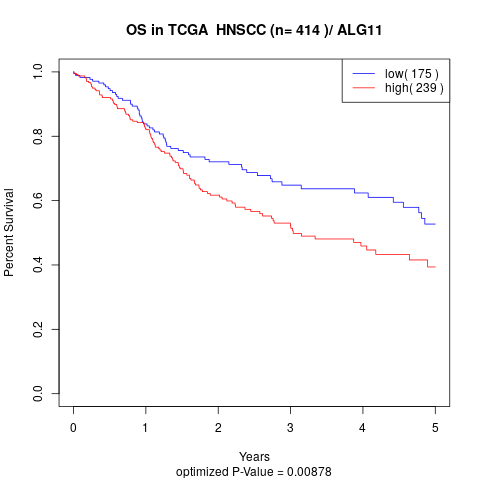 OS in TCGA  HNSCC (n= 414 )/ ALG11
low( 175 )
high( 239 )
Percent Survival
1.0
0.8
0.6
0.4
0.2
0.0
0 1 2 3 4 5
Years
optimized P-Value = 0.00878